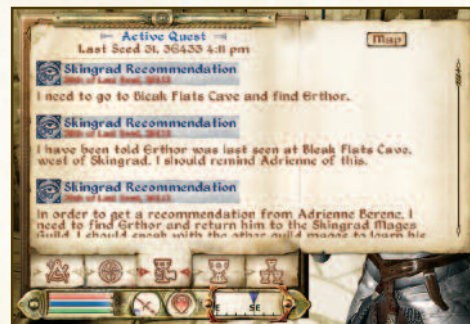 Active Quest
Map
Last Seed 31, 3E433 4:11 pm
Skingrad Recommendation
I need to go to Bleak Flats Cave and find Erthor.
Skingrad Recommendation
I have been told Erthor was last seen at Bleak Flats Cave,
west of Skingrad. I should remind Adrienne of this.
Skingrad Recommendation
In order to get a recommendation from Adrienne Berene, I
need to find Erthor and return him to the Skingrad Mages
Guild. I should speak with the other guild mages to learn his
E
SE